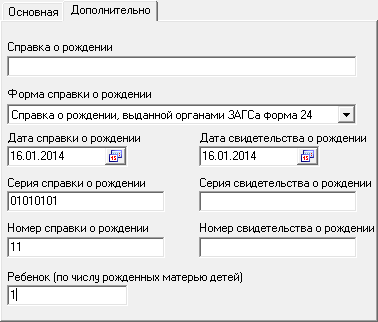 Основная Дополнительно
Справка о рождении
Форма справки о рождении
Справка о рождении, выданной органами ЗАГСа форма 24
Дата справки о рождении Дата свидетельства о рождении
16.01.2014 16.01.2014
Серия справки о рождении Серия свидетельства о рождении
01010101
Номер справки о рождении Номер свидетельства о рождении
11
Ребенок (по числу рожденных матерью детей)
1